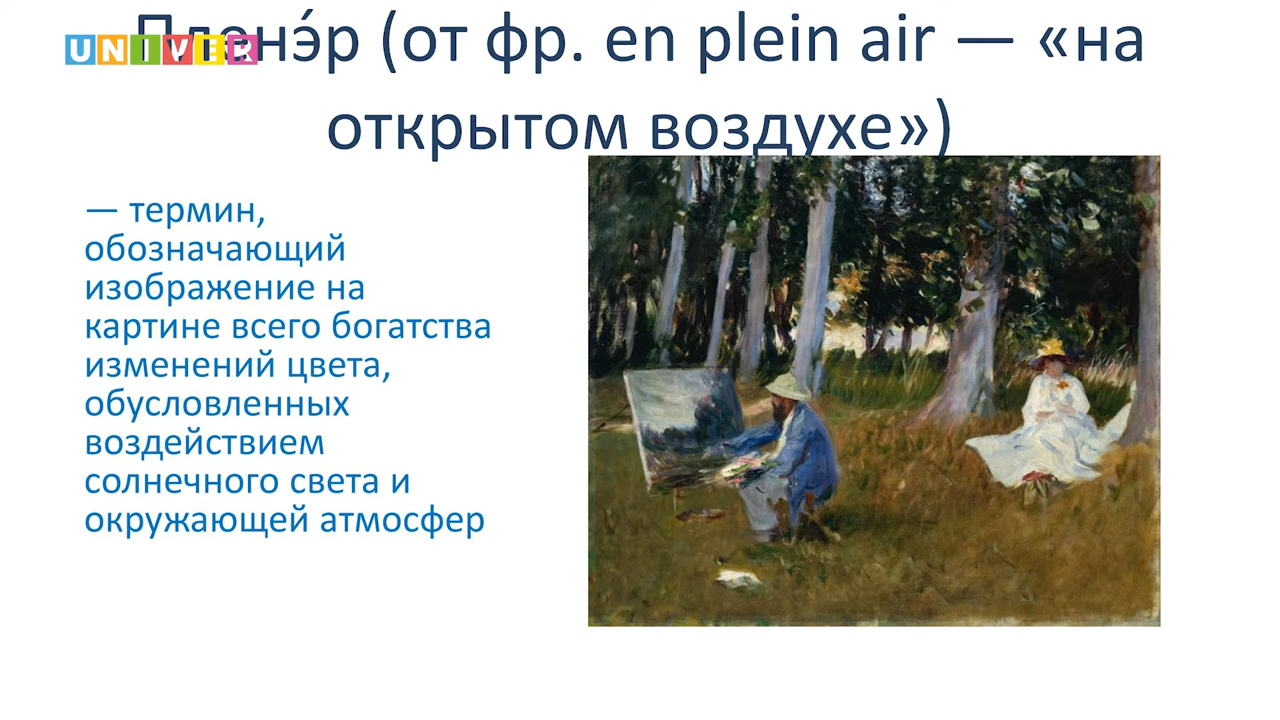 UNIVER
Пленэ́р (от фр. en plein air — «на
открытом воздухе»)
— термин,
обозначающий
изображение на
картине всего богатства
изменений цвета,
обусловленных
воздействием
солнечного света и
окружающей атмосфер